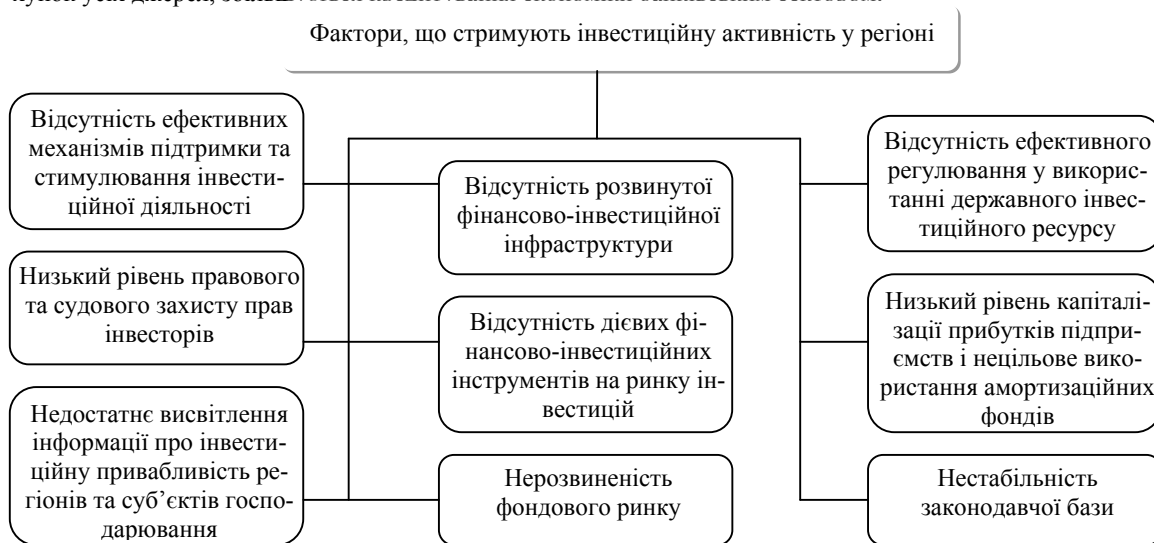 Фактори, що стримують інвестиційну активність у регіоні
Відсутність ефективних
механізмів підтримки та
стимулювання інвести-
ційної діяльності
Низький рівень правового
та судового захисту прав
інвесторів
Недостатнє висвітлення
інформації про інвести-
ційну привабливість ре-
гіонів та суб’єктів госпо-
дарювання
Відсутність розвинутої
фінансово-інвестиційної
інфраструктури
Відсутність дієвих фі-
нансово-інвестиційних
інструментів на ринку ін-
вестицій
Нерозвиненість
фондового ринку
Відсутність ефективного
регулювання у викорис-
танні державного інвес-
тиційного ресурсу
Низький рівень капіталі-
зації прибутків підпри-
ємств і нецільове вико-
ристання амортизаційних
фондів
Нестабільність
законодавчої бази